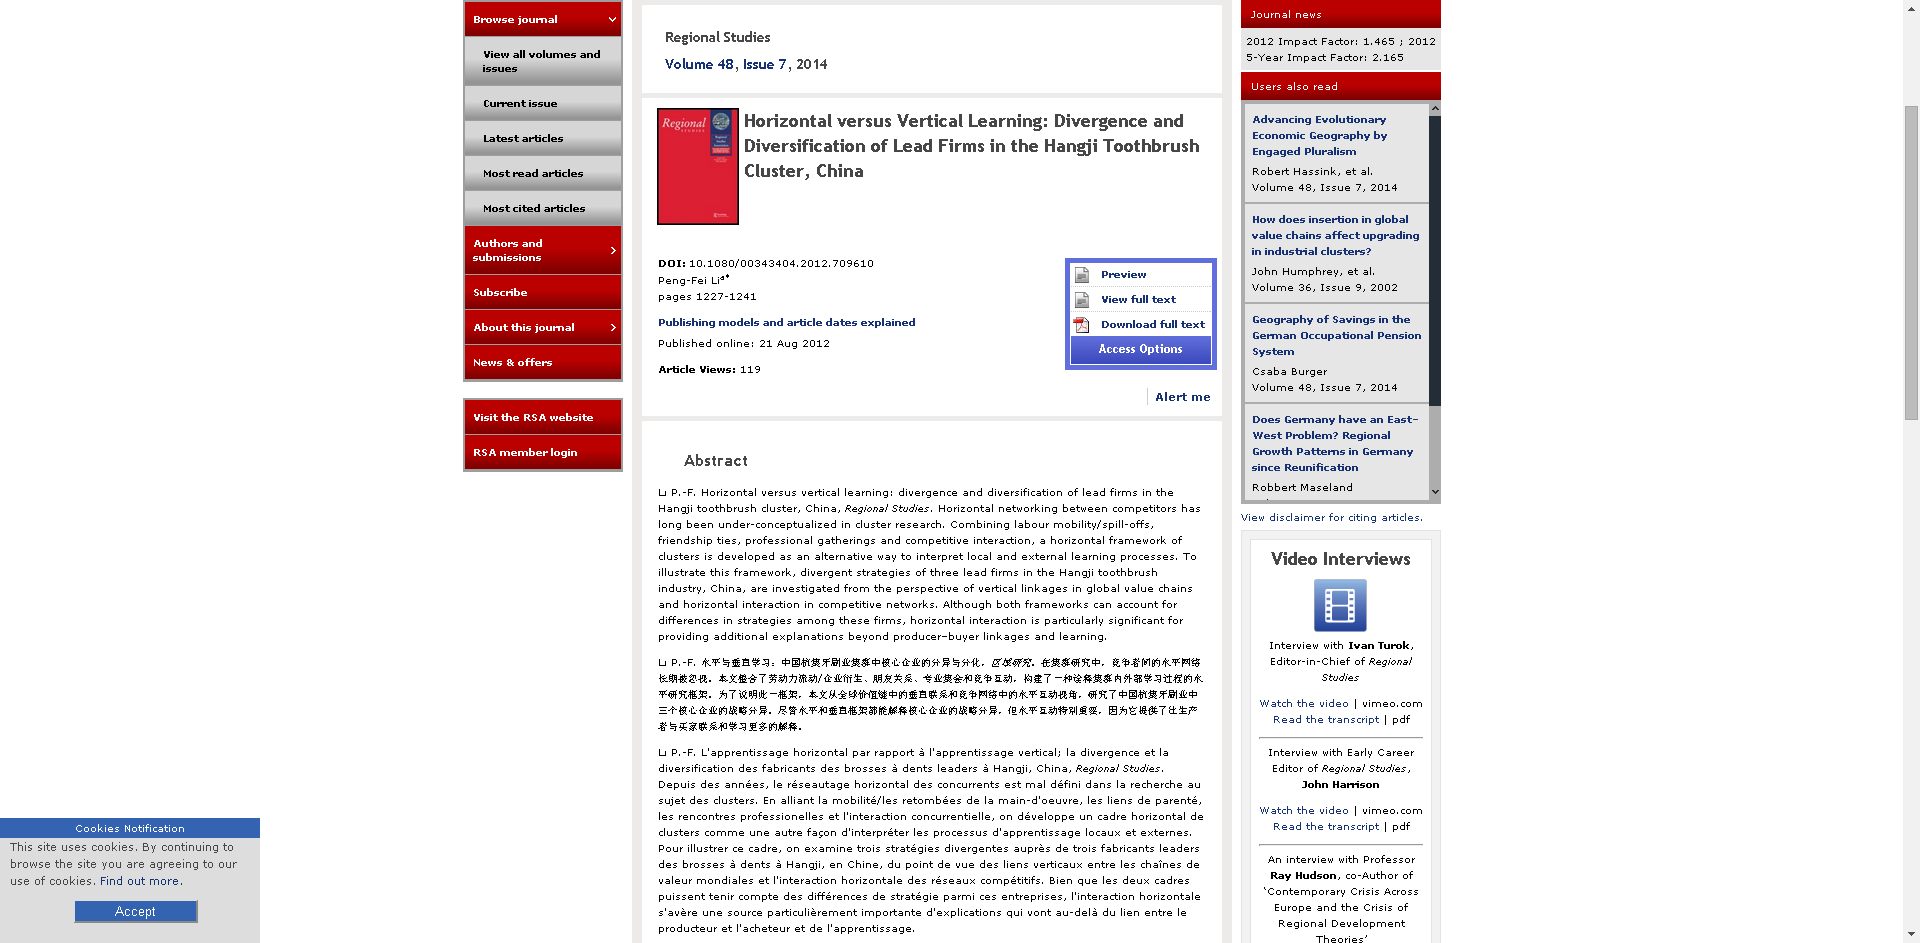 Browse journal
View all volumes and
issues
Current issue
Latest articles
Most read articles
Most cited articles
Authors and
submissions
Subscribe
About this journal
News & offers
Visit the RSA website
RSA member login
Regional Studies
Volume 48, Issue 7, 2014
Regional
Horizontal versus Vertical Learning: Divergence and
Diversification of Lead Firms in the Hangji Toothbrush
Cluster, China
DOI: 10.1080/00343404.2012.709610
Peng-Fei Liª*
pages 1227-1241
Publishing models and article dates explained
Published online: 21 Aug 2012
Article Views: 119
Preview
View full text
Download full text
Access Options
Alert me
Abstract
Li P.-F. Horizontal versus vertical learning: divergence and diversification of lead firms in the
Hangji toothbrush cluster, China, Regional Studies. Horizontal networking between competitors has
long been under-conceptualized in cluster research. Combining labour mobility/spill-offs,
friendship ties, professional gatherings and competitive interaction, a horizontal framework of
clusters is developed as an alternative way to interpret local and external learning processes. To
illustrate this framework, divergent strategies of three lead firms in the Hangji toothbrush
industry, China, are investigated from the perspective of vertical linkages in global value chains
and horizontal interaction in competitive networks. Although both frameworks can account for
differences in strategies among these firms, horizontal interaction is particularly significant for
providing additional explanations beyond producer–buyer linkages and learning.
Li P.-F. 水平与垂直学习：中国杭集牙刷业集群中核心企业的分异与分化，区域研究。在集群研究中，竞争者间的水平网络
长期被忽视。本文整合了劳动力流动/企业衍生、朋友关系、专业集会和竞争互动，构建了一种诠释集群内外部学习过程的水
平研究框架。为了说明此一框架，本文从全球价值链中的垂直联系和竞争网络中的水平互动视角，研究了中国杭集牙刷业中
三个核心企业的战略分异。尽管水平和垂直框架都能解释核心企业的战略分异，但水平互动特别重要，因为它提供了比生产
者与买家联系和学习更多的解释。
Li P.-F. L'apprentissage horizontal par rapport à l'apprentissage vertical; la divergence et la
diversification des fabricants des brosses à dents leaders à Hangji, China, Regional Studies.
Depuis des années, le réseautage horizontal des concurrents est mal défini dans la recherche au
sujet des clusters. En alliant la mobilité/les retombées de la main-d'oeuvre, les liens de parenté,
les rencontres professionelles et l'interaction concurrentielle, on développe un cadre horizontal de
clusters comme une autre façon d'interpréter les processus d'apprentissage locaux et externes.
Pour illustrer ce cadre, on examine trois stratégies divergentes auprès de trois fabricants leaders
des brosses à dents à Hangji, en Chine, du point de vue des liens verticaux entre les chaînes de
valeur mondiales et l'interaction horizontale des réseaux compétitifs. Bien que les deux cadres
puissent tenir compte des différences de stratégie parmi ces entreprises, l'interaction horizontale
s'avère une source particulièrement importante d'explications qui vont au-delà du lien entre le
producteur et l'acheteur et de l'apprentissage.
Journal news
2012 Impact Factor: 1.465 ; 2012
5-Year Impact Factor: 2.165
Users also read
Advancing Evolutionary
Economic Geography by
Engaged Pluralism
Robert Hassink, et al.
Volume 48, Issue 7, 2014
How does insertion in global
value chains affect upgrading
in industrial clusters?
John Humphrey, et al.
Volume 36, Issue 9, 2002
Geography of Savings in the
German Occupational Pension
System
Csaba Burger
Volume 48, Issue 7, 2014
Does Germany have an East–
West Problem? Regional
Growth Patterns in Germany
since Reunification
Robbert Maseland
View disclaimer for citing articles.
Video Interviews
Interview with Ivan Turok,
Editor-in-Chief of Regional
Studies
Watch the video | vimeo.com
Read the transcript | pdf
Interview with Early Career
Editor of Regional Studies,
John Harrison
Watch the video | vimeo.com
Read the transcript | pdf
An interview with Professor
Ray Hudson, co-Author of
‘Contemporary Crisis Across
Europe and the Crisis of
Regional Development
Theories’
Cookies Notification
This site uses cookies. By continuing to
browse the site you are agreeing to our
use of cookies. Find out more.
Accept